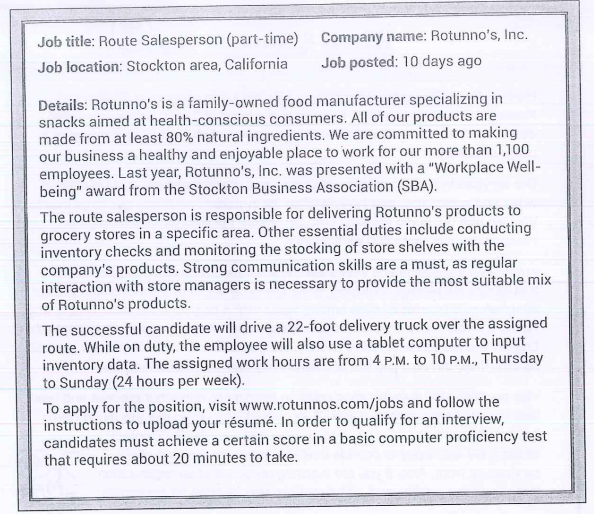 Job title: Route Salesperson (part-time) Company name: Rotunno's, Inc.
Job location: Stockton area, California Job posted: 10 days ago
Details: Rotunno's is a family-owned food manufacturer specializing in
snacks aimed at health-conscious consumers. All of our products are
made from at least 80% natural ingredients. We are committed to making
our business a healthy and enjoyable place to work for our more than 1,100
employees. Last year, Rotunno's, Inc. was presented with a "Workplace Well-
being" award from the Stockton Business Association (SBA).
The route salesperson is responsible for delivering Rotunno's products to
grocery stores in a specific area. Other essential duties include conducting
inventory checks and monitoring the stocking of store shelves with the
company's products. Strong communication skills are a must, as regular
interaction with store managers is necessary to provide the most suitable mix
of Rotunno's products.
The successful candidate will drive a 22-foot delivery truck over the assigned
route. While on duty, the employee will also use a tablet computer to input
inventory data. The assigned work hours are from 4 P.M. to 10 P.M., Thursday
to Sunday (24 hours per week).
To apply for the position, visit www.rotunnos.com/jobs and follow the
instructions to upload your résumé. In order to qualify for an interview,
candidates must achieve a certain score in a basic computer proficiency test
that requires about 20 minutes to take.